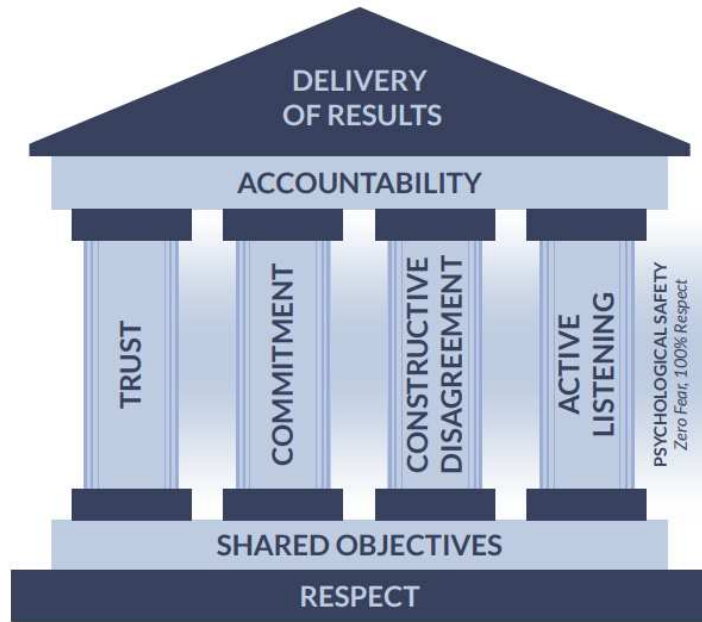 DELIVERY
OF RESULTS
ACCOUNTABILITY
TRUST
COMMITMENT
CONSTRUCTIVE
DISAGREEMENT
ACTIVE
LISTENING
PSYCHOLOGICAL SAFETY
Zero Fear, 100% Respect
SHARED OBJECTIVES
RESPECT